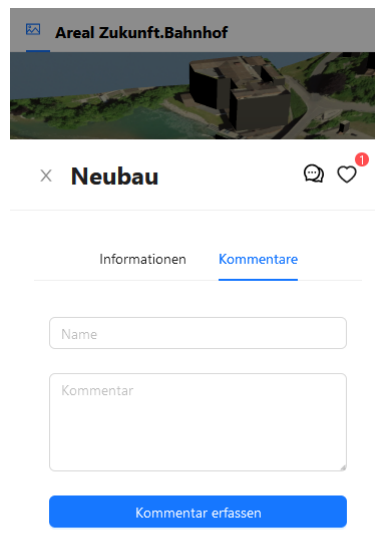 Areal Zukunft.Bahnhof
Neubau
1
Informationen Kommentare
Name
Kommentar
Kommentar erfassen